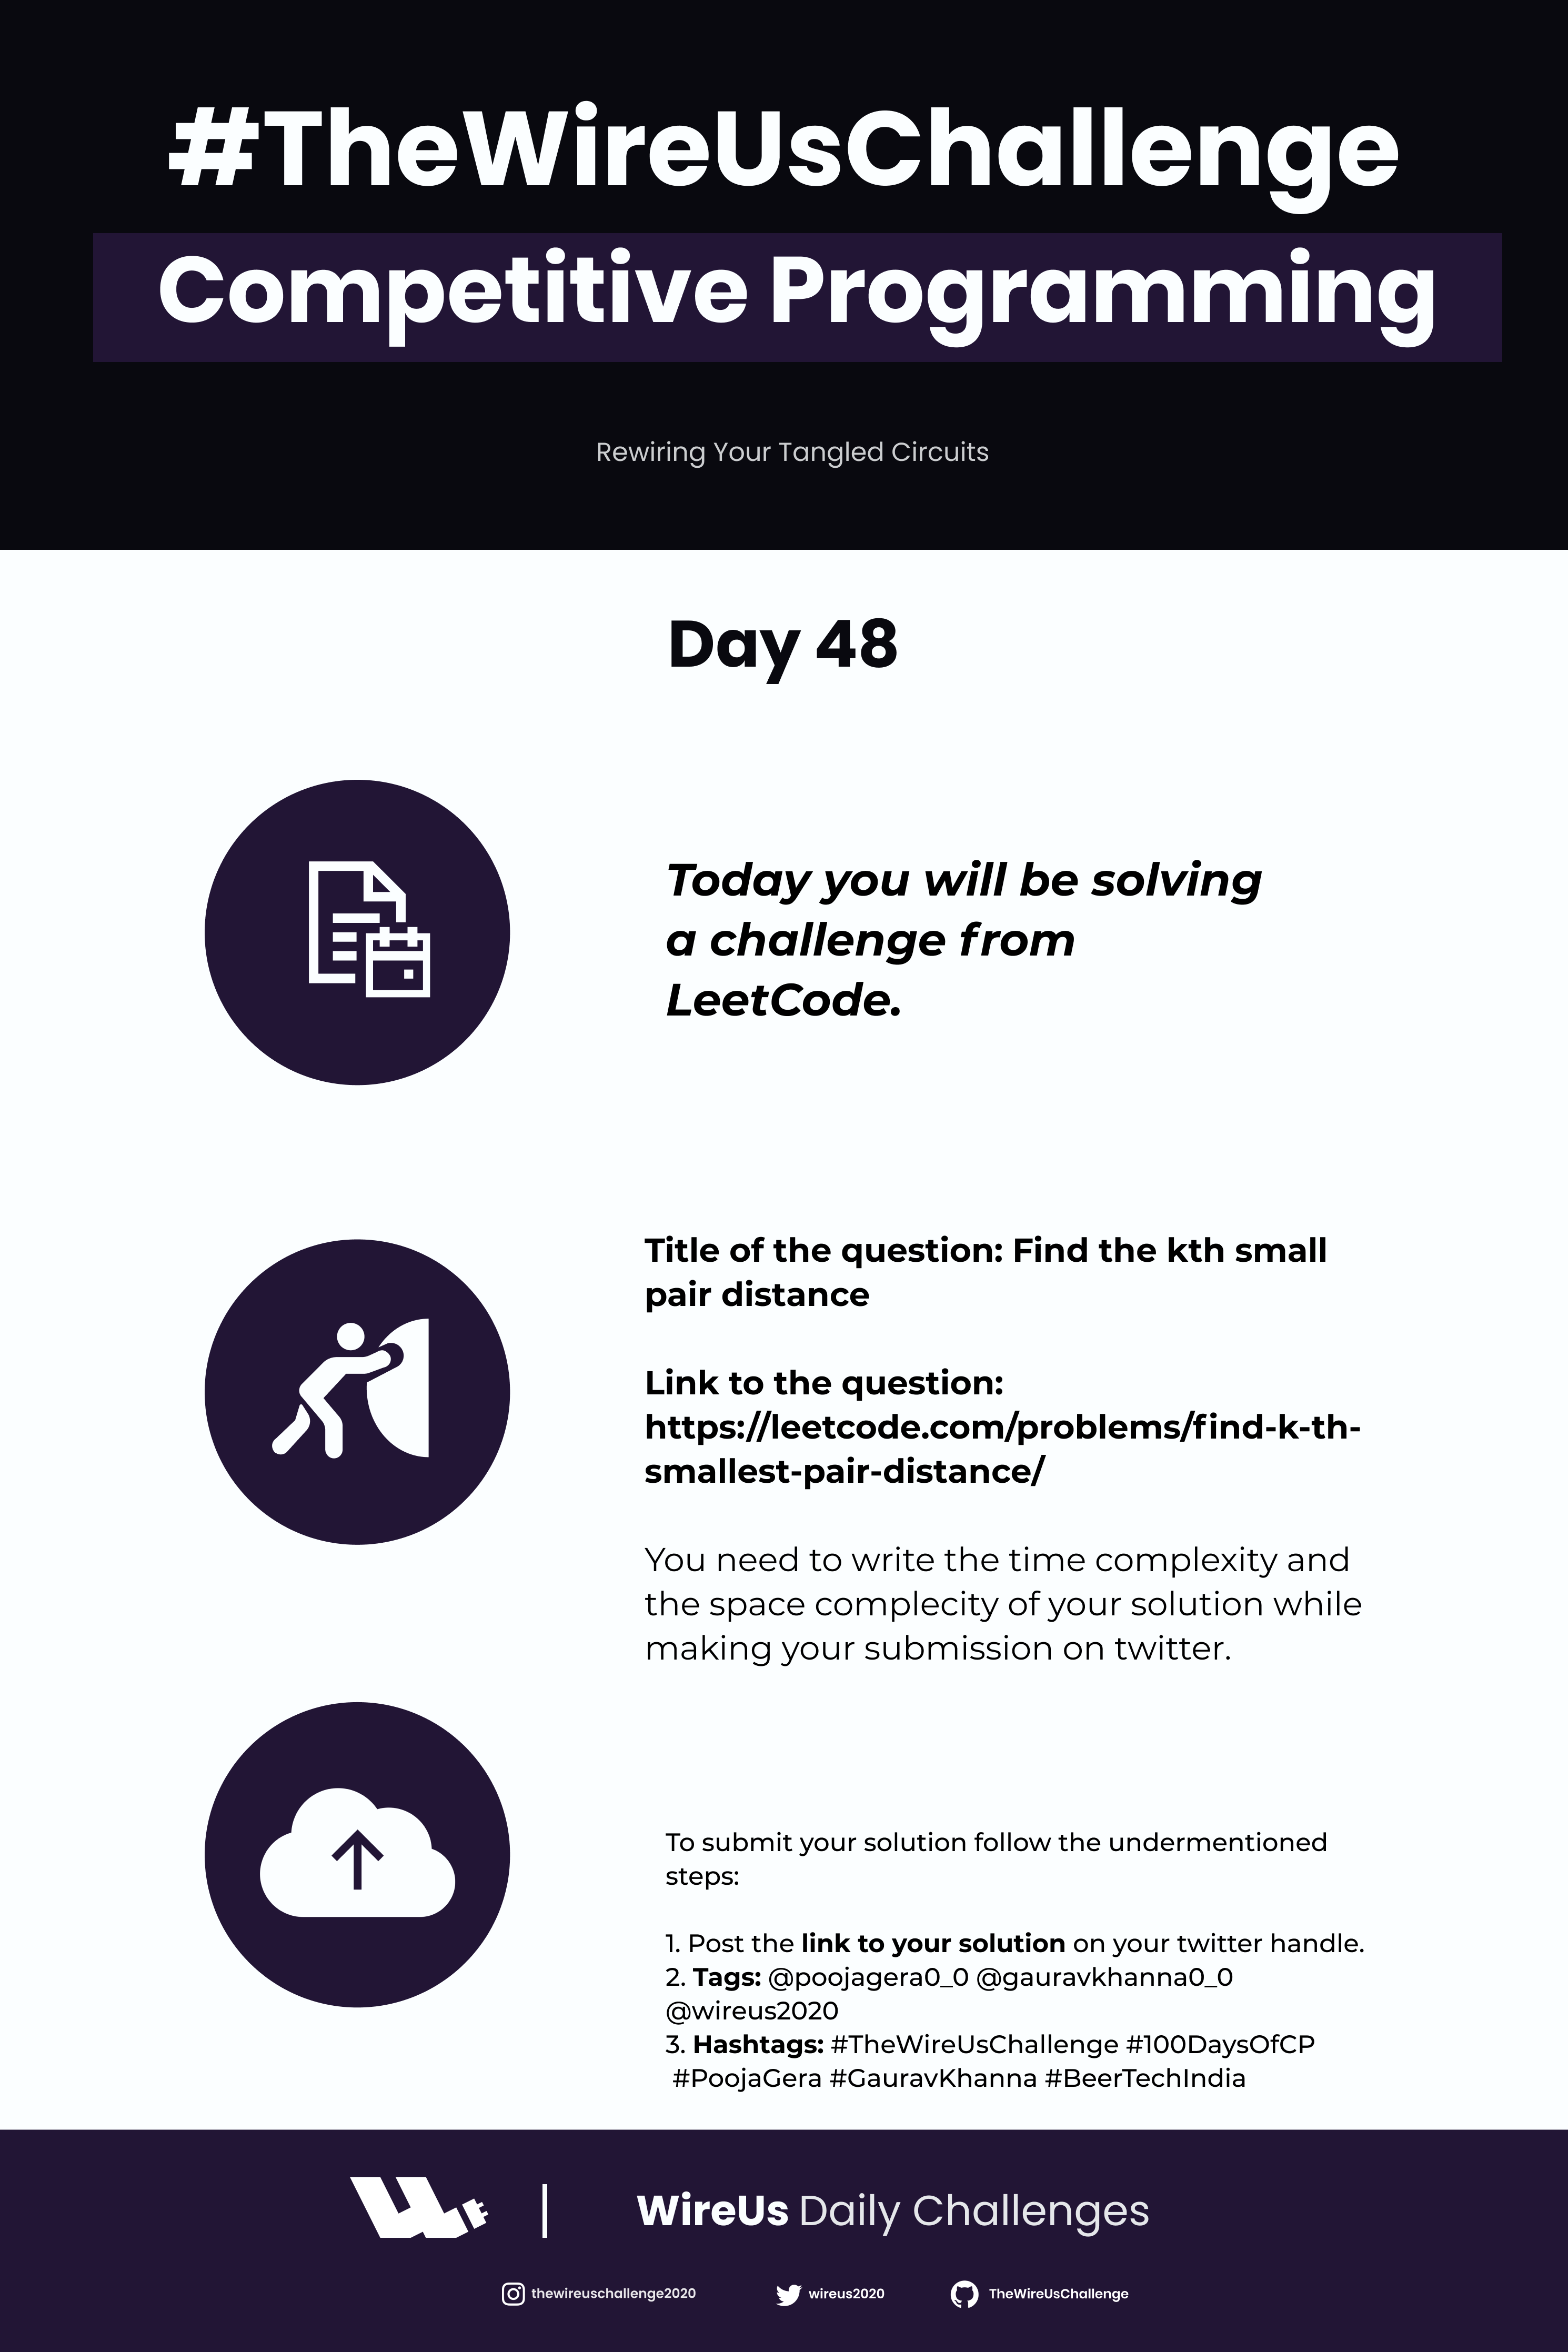 #TheWireUsChallenge
Competitive Programming
Rewiring Your Tangled Circuits
Day 48
Today you will be solving
a challenge from
LeetCode.
Title of the question: Find the kth small
pair distance
Link to the question:
https://leetcode.com/problems/find-k-th-
smallest-pair-distance/
You need to write the time complexity and
the space complecity of your solution while
making your submission on twitter.
To submit your solution follow the undermentioned
steps:
1. Post the link to your solution on your twitter handle.
2. Tags: @poojagera0_0 @gauravkhanna0_0
@wireus2020
3. Hashtags: #TheWireUsChallenge #100DaysOfCP
#PoojaGera #GauravKhanna #BeerTechIndia
WireUs Daily Challenges
thewireuschallenge2020 wireus2020 TheWireUsChallenge